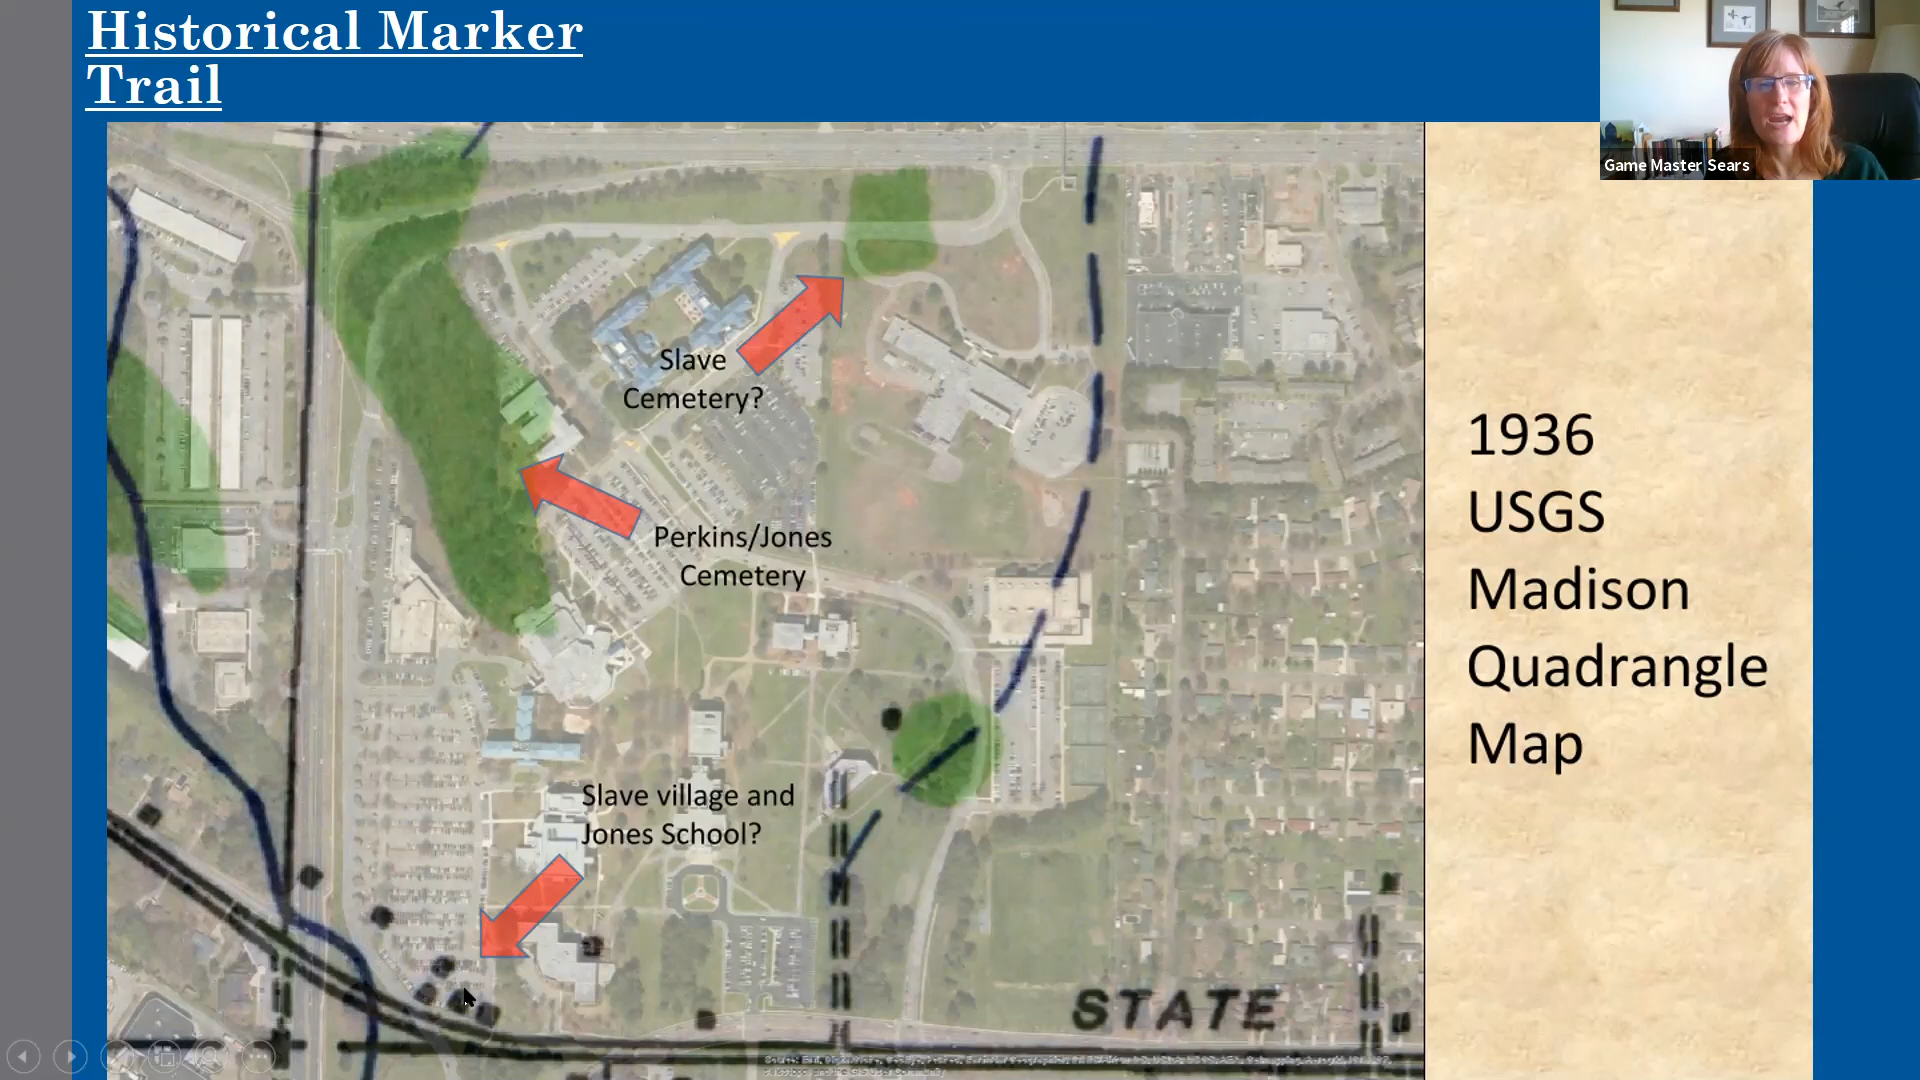 Historical Marker
Trail
Game Master Sears
Slave
Cemetery?
Perkins/Jones
Cemetery
Slave village and
Jones School?
STATE
1936
USGS
Madison
Quadrangle
Map